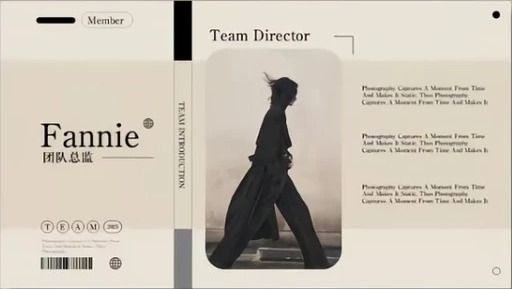 Member
Fannie
团队总监
TEAM
2025
TEAM INTRODUCTION
Team Director
Photography Captures A Moment From Time
And Makes It Static, Thus Photography
Captures A Moment From Time And Makes It
Photography Captures A Moment From Time
And Makes It Static, Thus Photography
Captures A Moment From Time And Makes It
Photography Captures A Moment From Time
And Makes It Static, Thus Photography
Captures A Moment From Time And Makes It